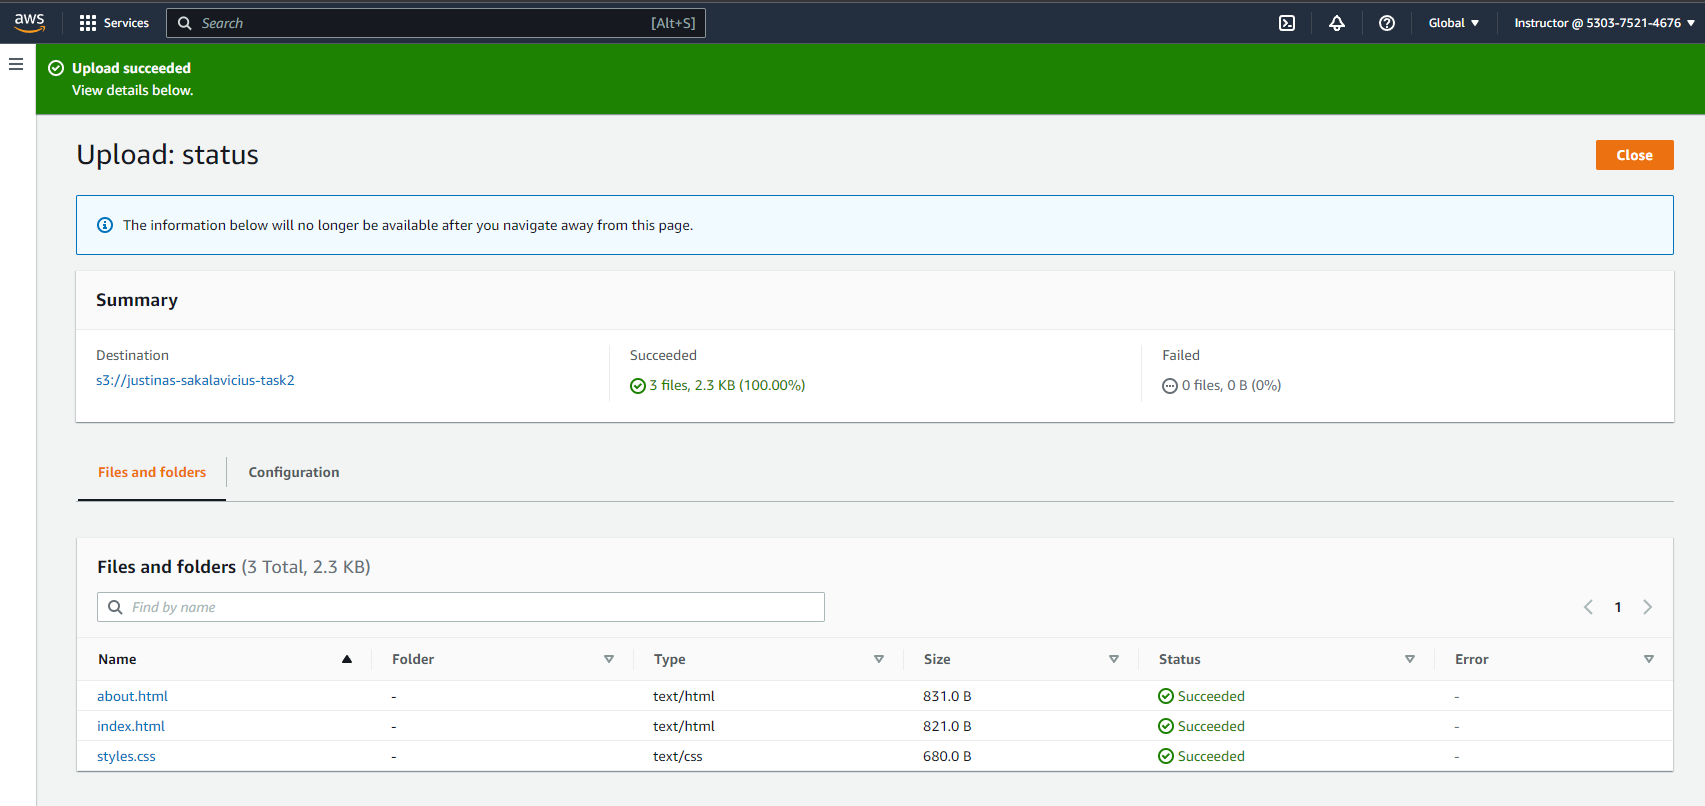 aws Services Search [Alt+S] Global Instructor @ 5303-7521-4676
Upload succeeded
View details below.
Upload: status
Close
The information below will no longer be available after you navigate away from this page.
Summary
Destination Succeeded Failed
s3://justinas-sakalavicius-task2 3 files, 2.3 KB (100.00%) 0 files, 0 B (0%)
Files and folders Configuration
Files and folders (3 Total, 2.3 KB)
Find by name 1
Name Folder Type Size Status Error
about.html - text/html 831.0 B Succeeded -
index.html - text/html 821.0 B Succeeded -
styles.css - text/css 680.0 B Succeeded -